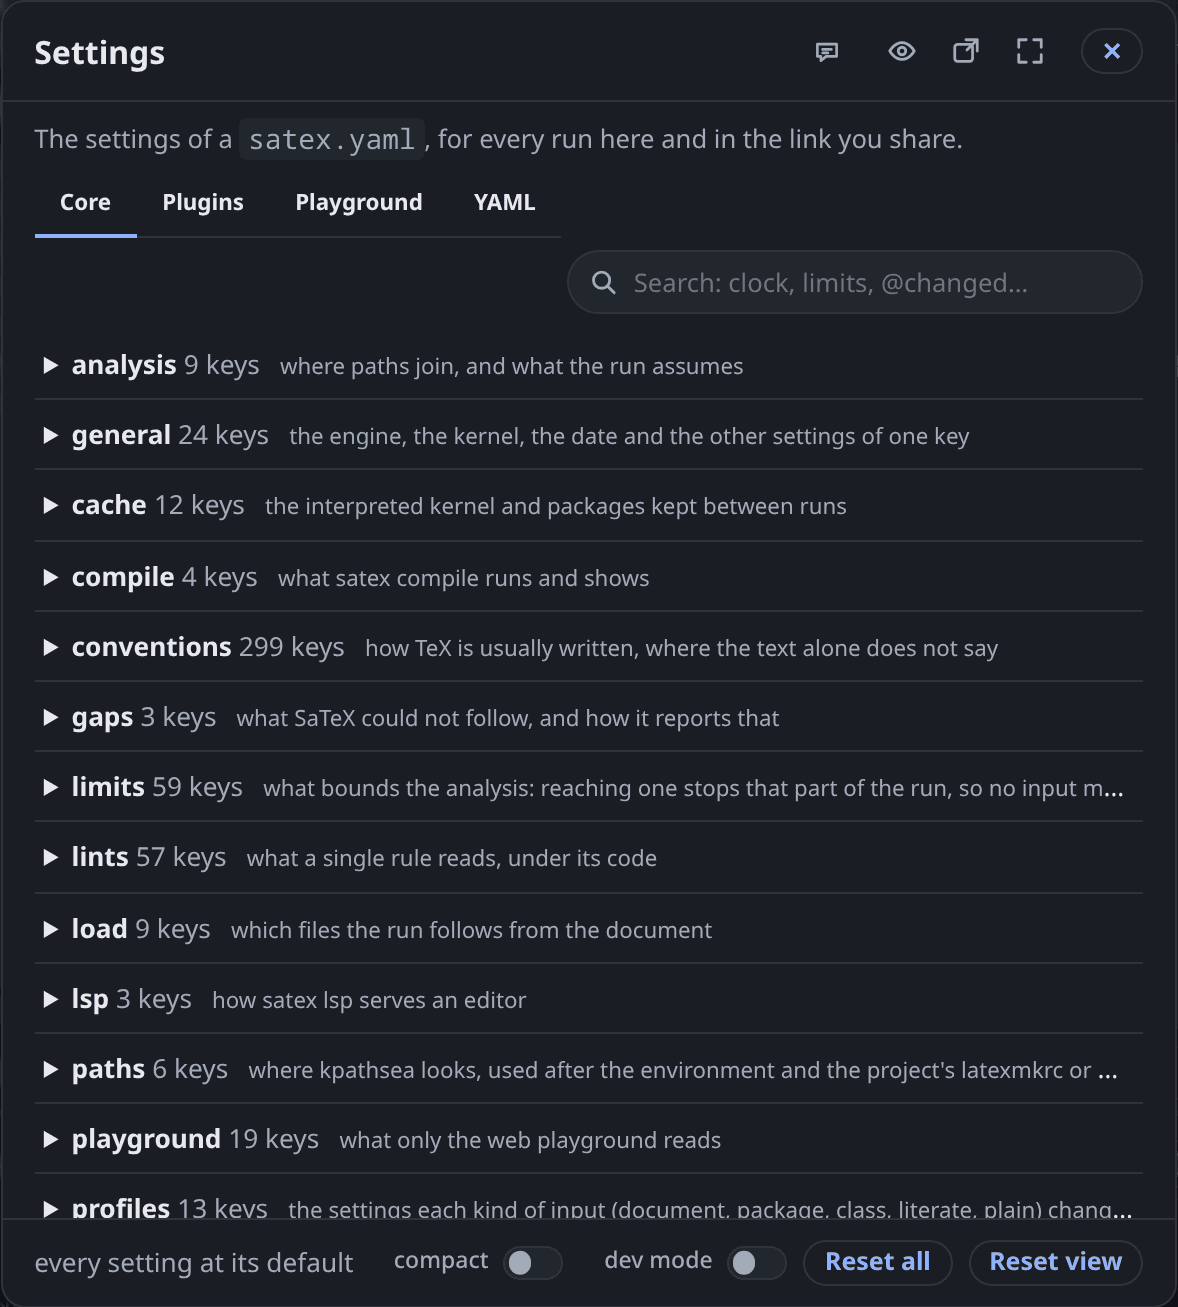 Settings
The settings of a satex.yaml, for every run here and in the link you share.
Core Plugins Playground YAML
Search: clock, limits, @changed...
analysis 9 keys where paths join, and what the run assumes
general 24 keys the engine, the kernel, the date and the other settings of one key
cache 12 keys the interpreted kernel and packages kept between runs
compile 4 keys what satex compile runs and shows
conventions 299 keys how TeX is usually written, where the text alone does not say
gaps 3 keys what SaTeX could not follow, and how it reports that
limits 59 keys what bounds the analysis: reaching one stops that part of the run, so no input m...
lints 57 keys what a single rule reads, under its code
load 9 keys which files the run follows from the document
lsp 3 keys how satex lsp serves an editor
paths 6 keys where kpathsea looks, used after the environment and the project's latexmkrc or ...
playground 19 keys what only the web playground reads
profiles 13 keys the settings each kind of input (document, package, class, literate, plain) chang...
every setting at its default compact dev mode Reset all Reset view